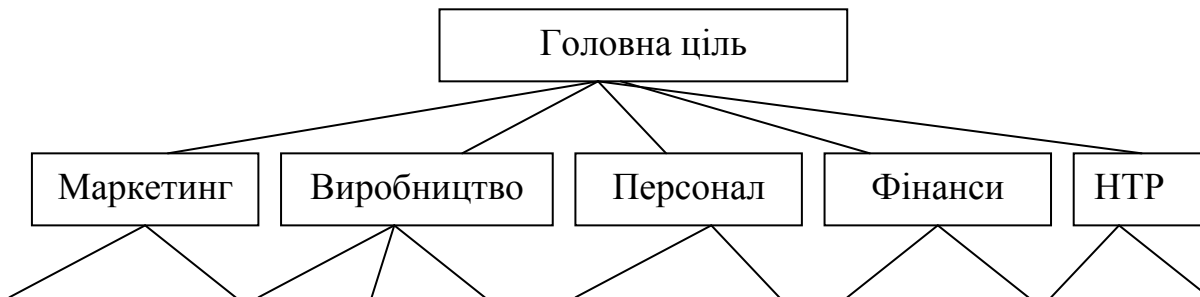 Головна ціль
Маркетинг Виробництво Персонал Фінанси НТР